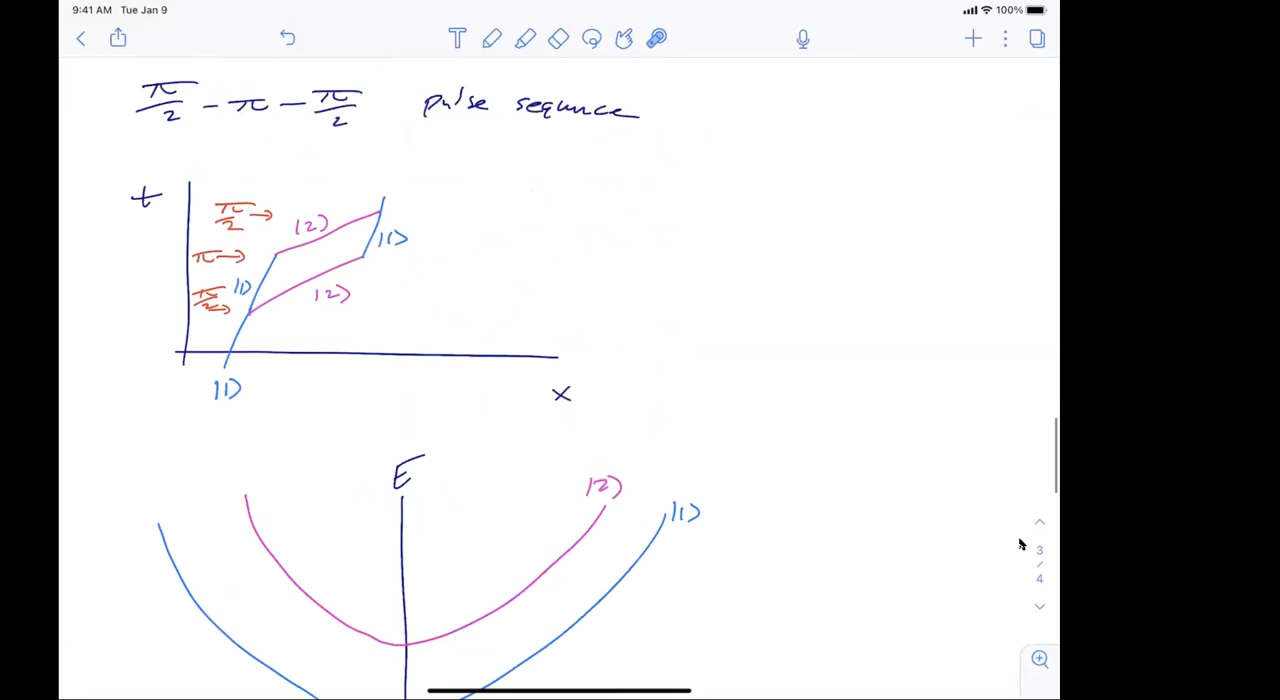 9:41 AM Tue Jan 9
100%
π/2 - π - π/2 pulse sequnce
t
π/2 →
|2⟩
π →
|1⟩
|1⟩
π/2 →
|2⟩
|1⟩
x
E
|2⟩
|1⟩
3
/
4